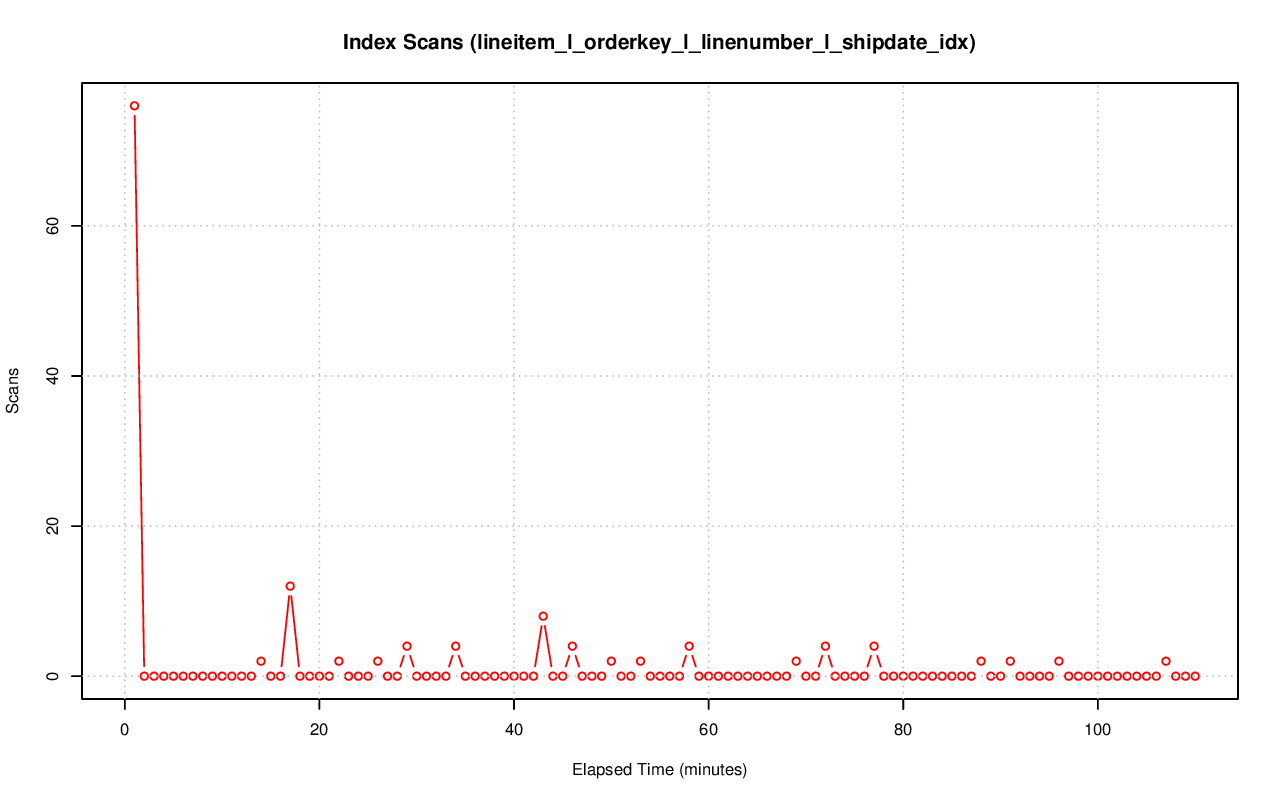 Index Scans (lineitem_l_orderkey_l_linenumber_l_shipdate_idx)
Scans
60
40
20
0
0 20 40 60 80 100
Elapsed Time (minutes)